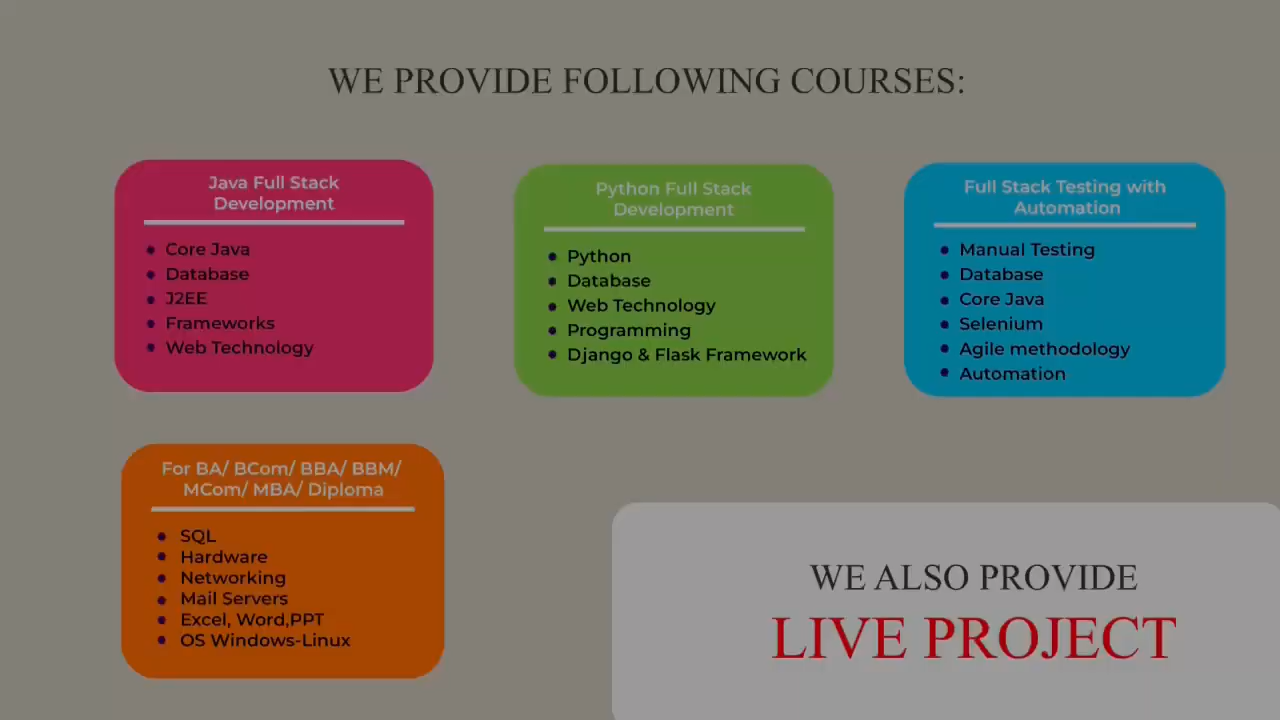 WE PROVIDE FOLLOWING COURSES:
Java Full Stack
Development
Core Java
Database
J2EE
Frameworks
Web Technology
Python Full Stack
Development
Python
Database
Web Technology
Programming
Django & Flask Framework
Full Stack Testing with
Automation
Manual Testing
Database
Core Java
Selenium
Agile methodology
Automation
For BA/ BCom/ BBA/ BBM/
MCom/ MBA/ Diploma
SQL
Hardware
Networking
Mail Servers
Excel, Word,PPT
OS Windows-Linux
WE ALSO PROVIDE
LIVE PROJECT